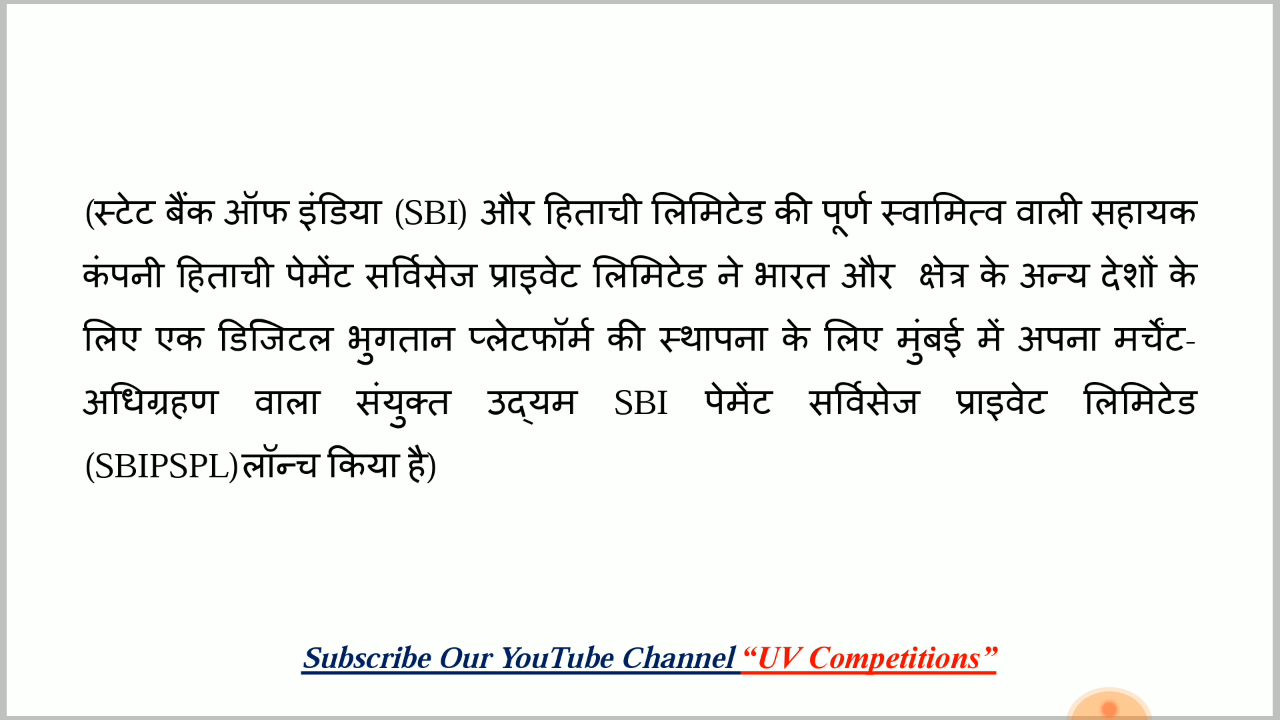 (स्टेट बैंक ऑफ इंडिया (SBI) और हिताची लिमिटेड की पूर्ण स्वामित्व वाली सहायक
कंपनी हिताची पेमेंट सर्विसेज प्राइवेट लिमिटेड ने भारत और क्षेत्र के अन्य देशों के
लिए एक डिजिटल भुगतान प्लेटफॉर्म की स्थापना के लिए मुंबई में अपना मर्चेंट-
अधिग्रहण वाला संयुक्त उद्यम SBI पेमेंट सर्विसेज प्राइवेट लिमिटेड
(SBIPSPL)लॉन्च किया है)
Subscribe Our YouTube Channel “UV Competitions”